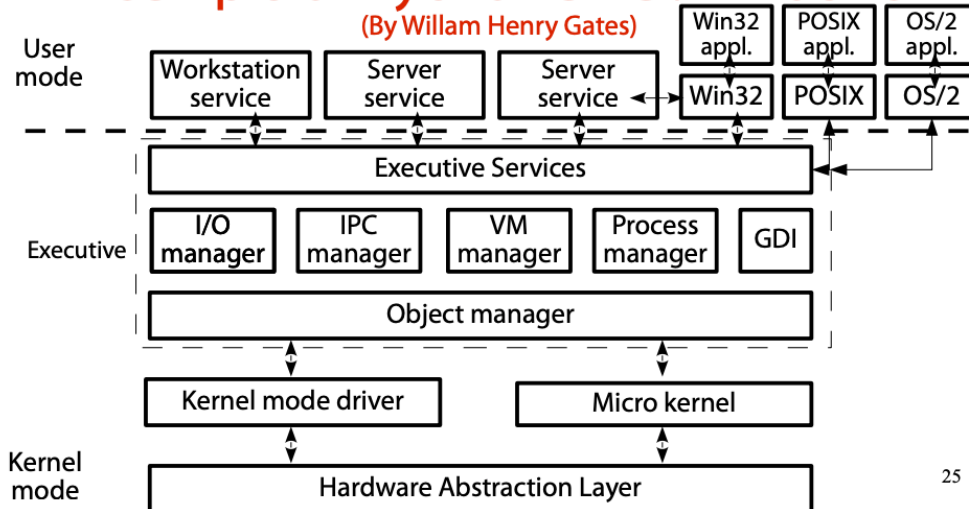 (By Willam Henry Gates)
User
mode
Workstation
service
Server
service
Server
service
Win32
appl.
POSIX
appl.
OS/2
appl.
Win32
POSIX
OS/2
Executive Services
Executive
I/O
manager
IPC
manager
VM
manager
Process
manager
GDI
Object manager
Kernel mode driver
Micro kernel
Kernel
mode
Hardware Abstraction Layer
25